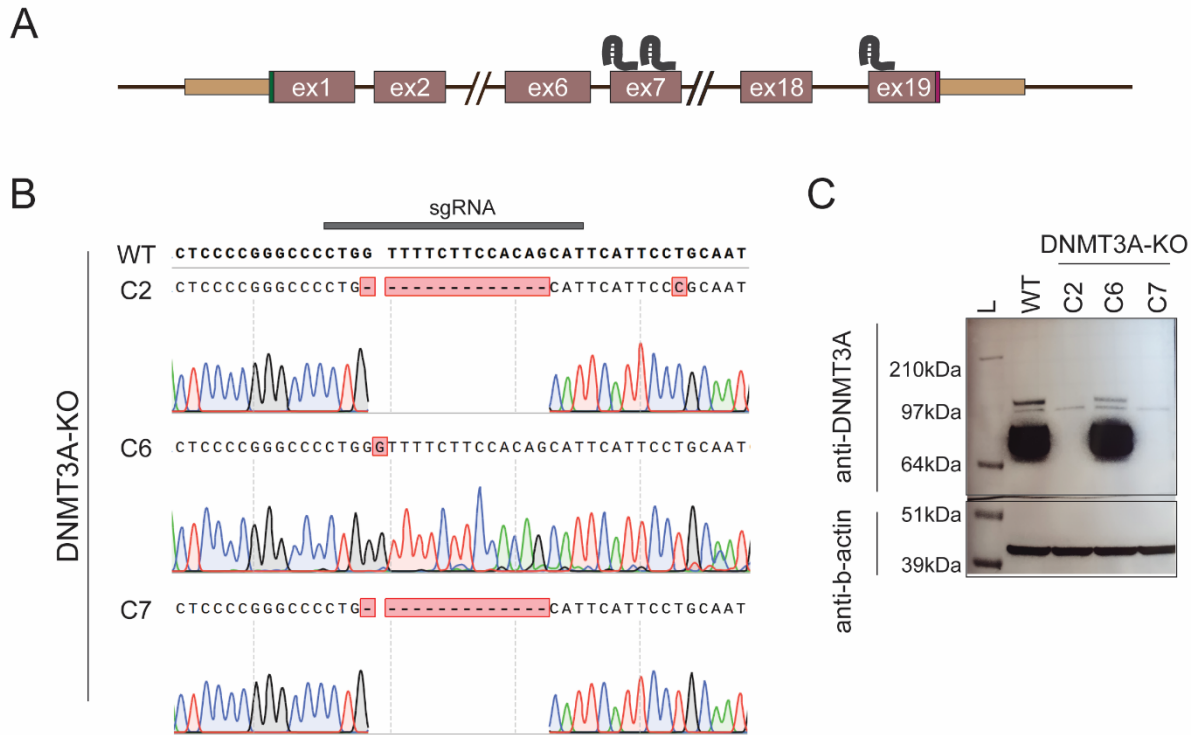 A
ex1 ex2 ex6 ex7 ex18 ex19
B
sgRNA
DNMT3A-KO
WT CTCCCCGGGCCCCTGG TTTTCTTCCACAGCATTCATTCCTGCAAT
C2 CTCCCCGGGCCCCTG- -------------CATTCATTCCCGCAAT
C6 CTCCCCGGGCCCCTGGGTTTTCTTCCACAGCATTCATTCCTGCAAT
C7 CTCCCCGGGCCCCTG- -------------CATTCATTCCTGCAAT
C
DNMT3A-KO
L WT C2 C6 C7
anti-DNMT3A
210kDa
97kDa
64kDa
anti-b-actin
51kDa
39kDa